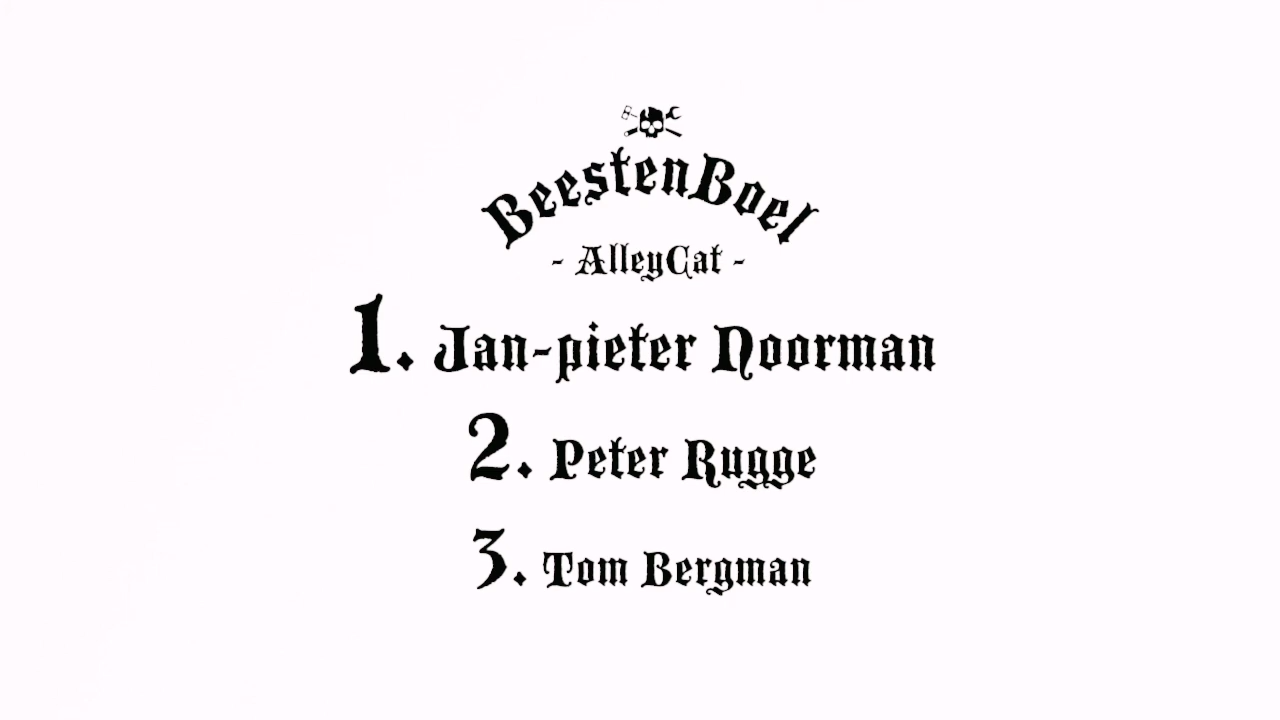 BeestenBoel
- AlleyCat -
1. Jan-pieter Noorman
2. Peter Rugge
3. Tom Bergman